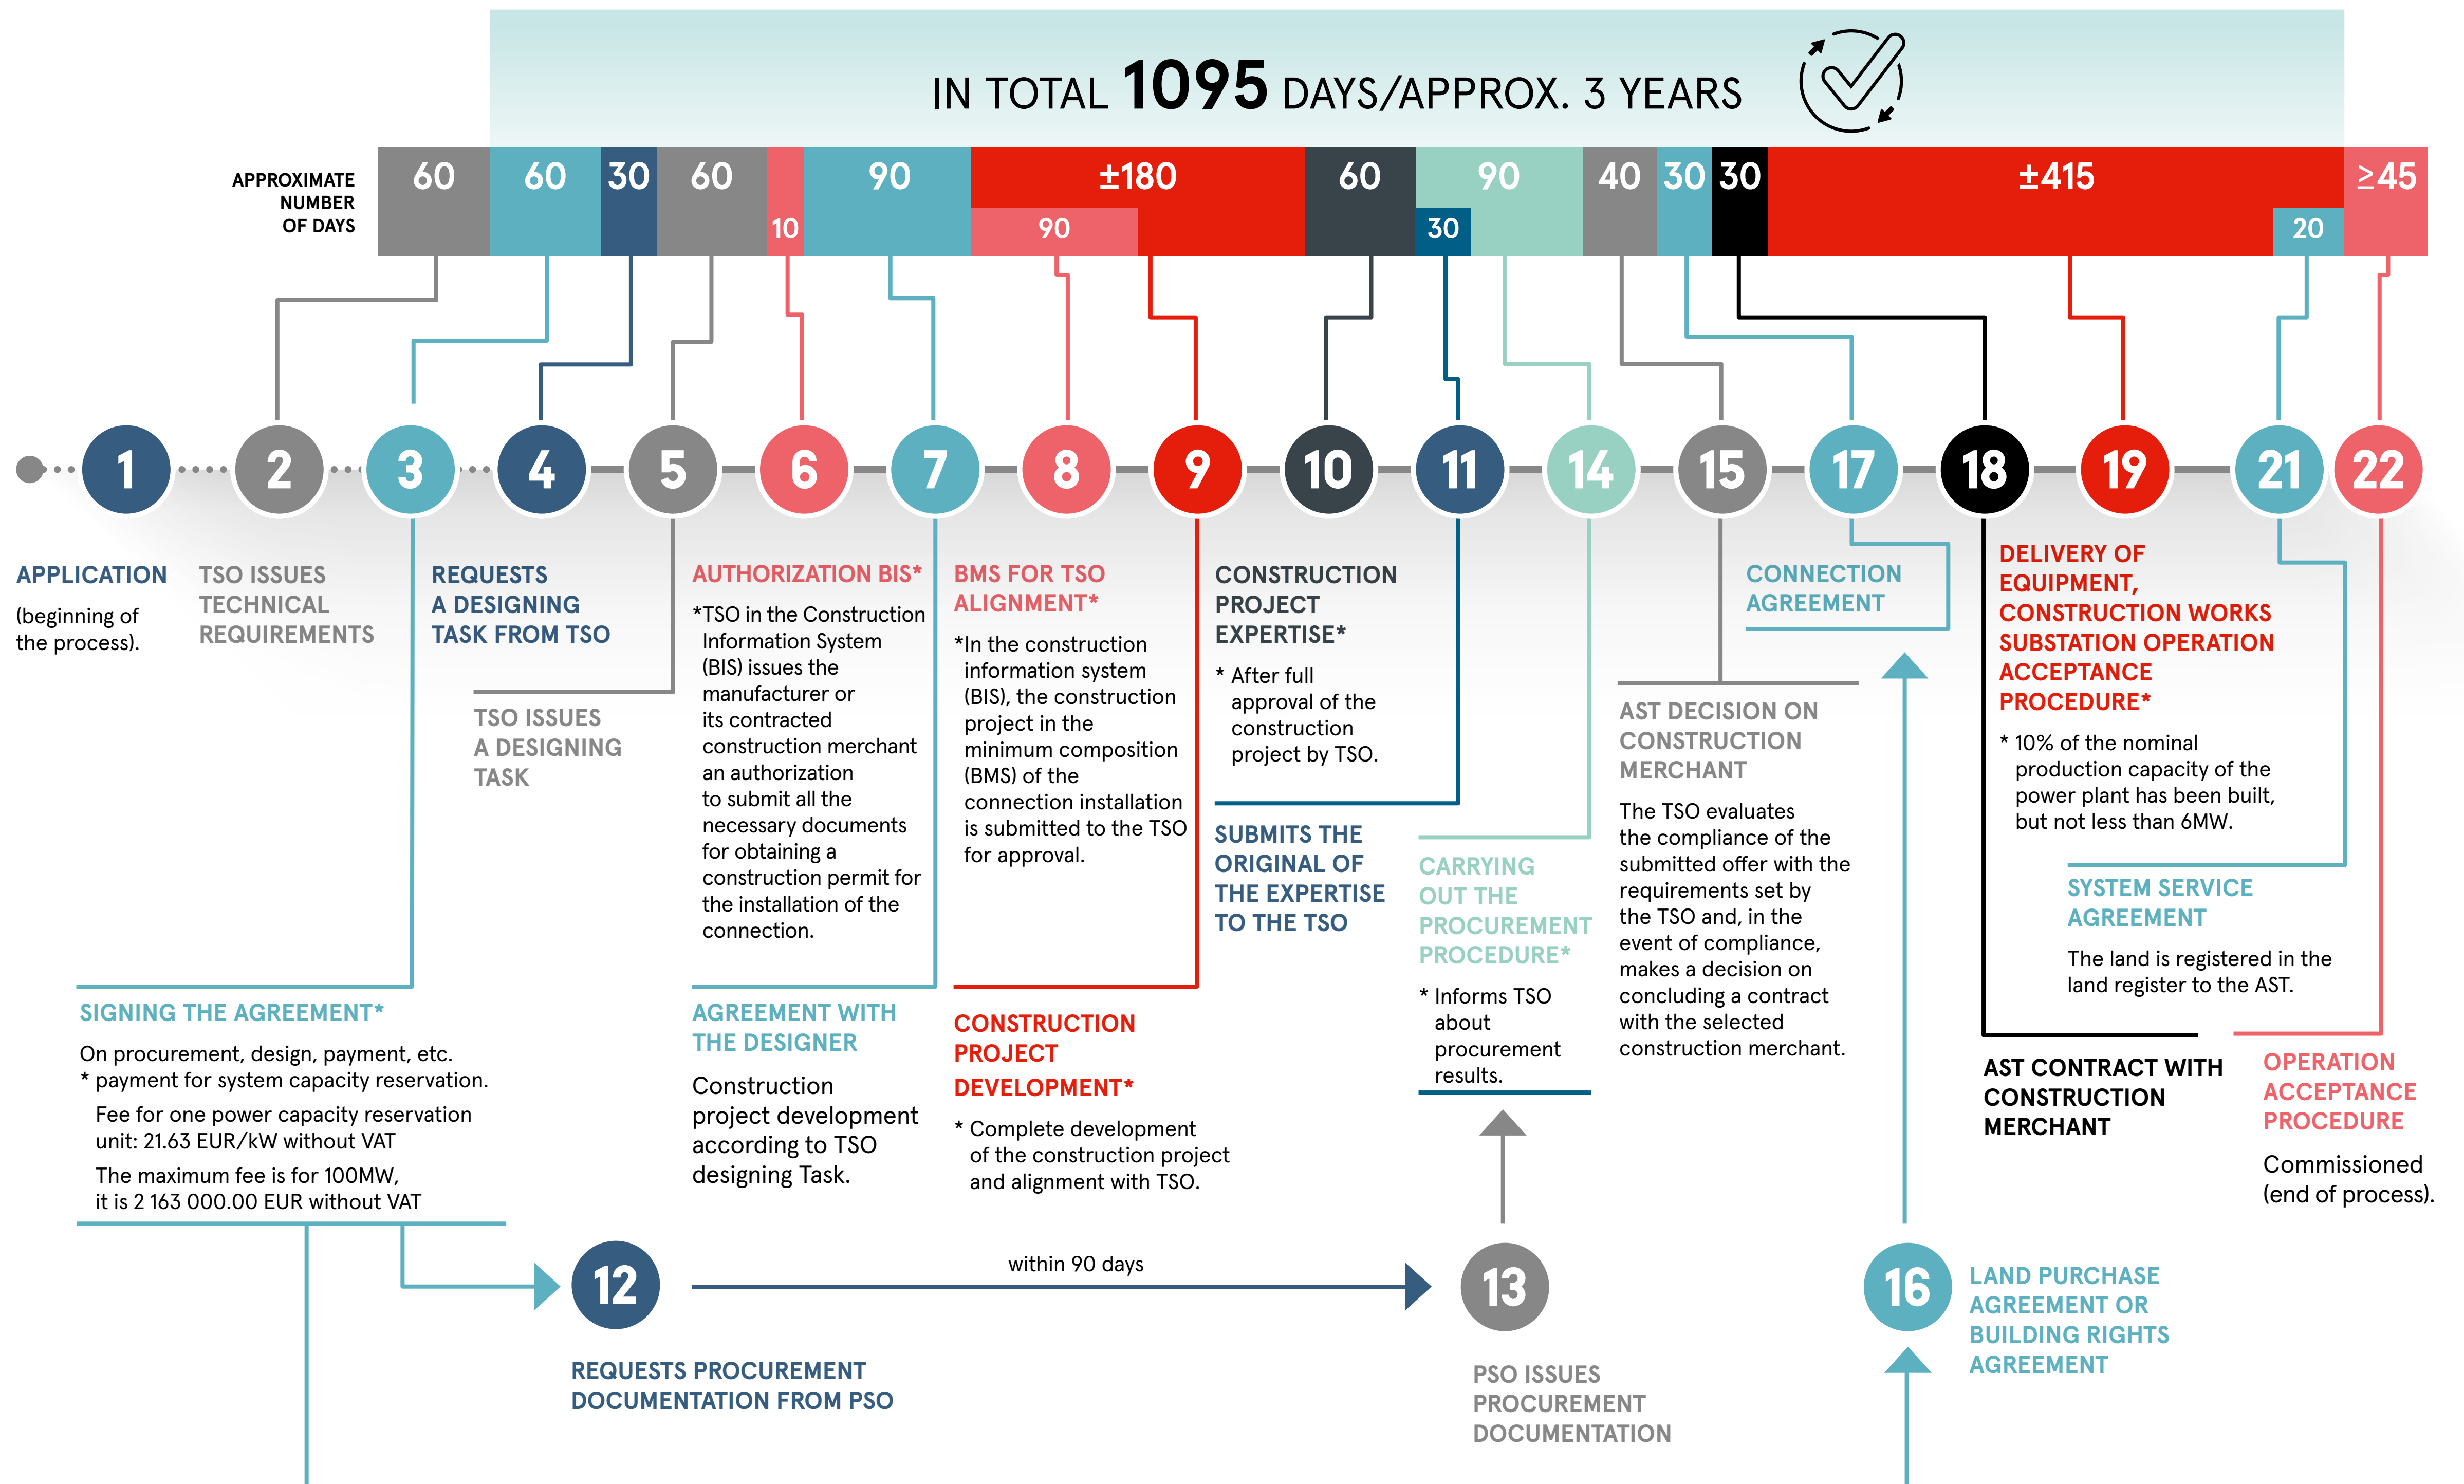 IN TOTAL 1095 DAYS/APPROX. 3 YEARS
APPROXIMATE
NUMBER
OF DAYS
60
60
30
60
10
90
±180
90
60
90
30
40
30
30
±415
20
≥45
1
2
3
4
5
6
7
8
9
10
11
14
15
17
18
19
21
22
APPLICATION
(beginning of
the process).
TSO ISSUES
TECHNICAL
REQUIREMENTS
REQUESTS
A DESIGNING
TASK FROM TSO
TSO ISSUES
A DESIGNING
TASK
SIGNING THE AGREEMENT*
On procurement, design, payment, etc.
* payment for system capacity reservation.
Fee for one power capacity reservation
unit: 21.63 EUR/kW without VAT
The maximum fee is for 100MW,
it is 2 163 000.00 EUR without VAT
AUTHORIZATION BIS*
*TSO in the Construction
Information System
(BIS) issues the
manufacturer or
its contracted
construction merchant
an authorization
to submit all the
necessary documents
for obtaining a
construction permit for
the installation of the
connection.
AGREEMENT WITH
THE DESIGNER
Construction
project development
according to TSO
designing Task.
BMS FOR TSO
ALIGNMENT*
*In the construction
information system
(BIS), the construction
project in the
minimum composition
(BMS) of the
connection installation
is submitted to the TSO
for approval.
CONSTRUCTION
PROJECT
DEVELOPMENT*
* Complete development
of the construction project
and alignment with TSO.
CONSTRUCTION
PROJECT
EXPERTISE*
* After full
approval of the
construction
project by TSO.
SUBMITS THE
ORIGINAL OF
THE EXPERTISE
TO THE TSO
CARRYING
OUT THE
PROCUREMENT
PROCEDURE*
* Informs TSO
about
procurement
results.
AST DECISION ON
CONSTRUCTION
MERCHANT
The TSO evaluates
the compliance of the
submitted offer with the
requirements set by
the TSO and, in the
event of compliance,
makes a decision on
concluding a contract
with the selected
construction merchant.
CONNECTION
AGREEMENT
DELIVERY OF
EQUIPMENT,
CONSTRUCTION WORKS
SUBSTATION OPERATION
ACCEPTANCE
PROCEDURE*
* 10% of the nominal
production capacity of the
power plant has been built,
but not less than 6MW.
SYSTEM SERVICE
AGREEMENT
The land is registered in the
land register to the AST.
AST CONTRACT WITH
CONSTRUCTION
MERCHANT
OPERATION
ACCEPTANCE
PROCEDURE
Commissioned
(end of process).
12
within 90 days
13
16
REQUESTS PROCUREMENT
DOCUMENTATION FROM PSO
PSO ISSUES
PROCUREMENT
DOCUMENTATION
LAND PURCHASE
AGREEMENT OR
BUILDING RIGHTS
AGREEMENT